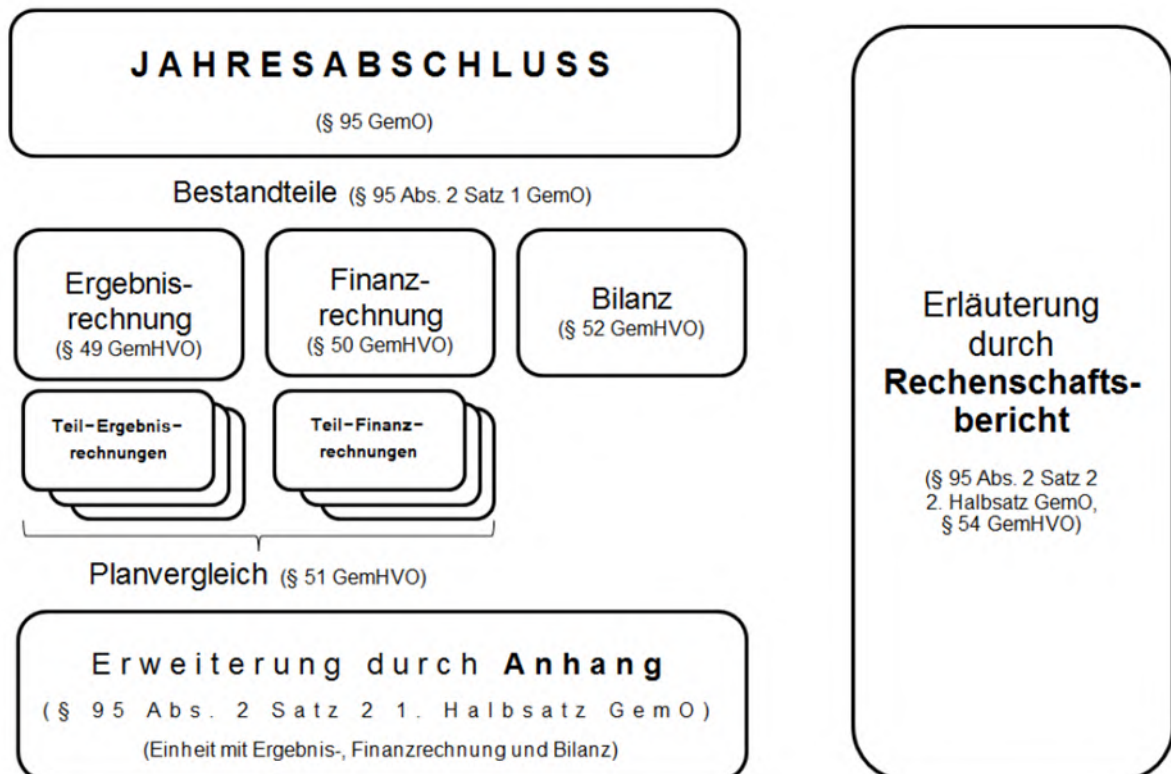 JAHRESABSCHLUSS
(§ 95 GemO)
Bestandteile (§ 95 Abs. 2 Satz 1 GemO)
Ergebnis-
rechnung
(§ 49 GemHVO)
Finanz-
rechnung
(§ 50 GemHVO)
Bilanz
(§ 52 GemHVO)
Teil-Ergebnis-
rechnungen
Teil-Finanz-
rechnungen
Planvergleich (§ 51 GemHVO)
Erweiterung durch Anhang
(§ 95 Abs. 2 Satz 2 1. Halbsatz GemO)
(Einheit mit Ergebnis-, Finanzrechnung und Bilanz)
Erläuterung
durch
Rechenschafts-
bericht
(§ 95 Abs. 2 Satz 2
2. Halbsatz GemO,
§ 54 GemHVO)